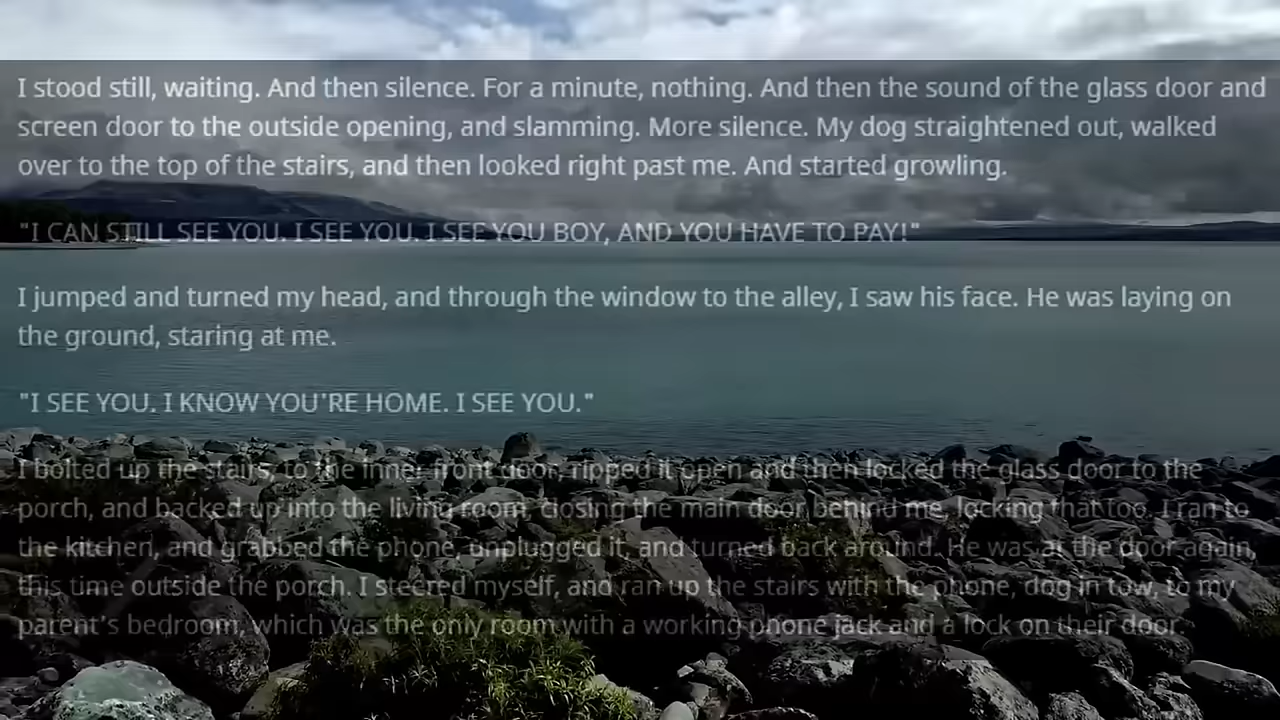 I stood still, waiting. And then silence. For a minute, nothing. And then the sound of the glass door and
screen door to the outside opening, and slamming. More silence. My dog straightened out, walked
over to the top of the stairs, and then looked right past me. And started growling.
"I CAN STILL SEE YOU. I SEE YOU. I SEE YOU BOY, AND YOU HAVE TO PAY!"
I jumped and turned my head, and through the window to the alley, I saw his face. He was laying on
the ground, staring at me.
"I SEE YOU. I KNOW YOU'RE HOME. I SEE YOU."
I bolted up the stairs, to the inner front door, ripped it open and then locked the glass door to the
porch, and backed up into the living room, closing the main door behind me, locking that too. I ran to
the kitchen, and grabbed the phone, unplugged it, and turned back around. He was at the door again,
this time outside the porch. I steered myself, and ran up the stairs with the phone, dog in tow, to my
parent's bedroom, which was the only room with a working phone jack and a lock on their door.